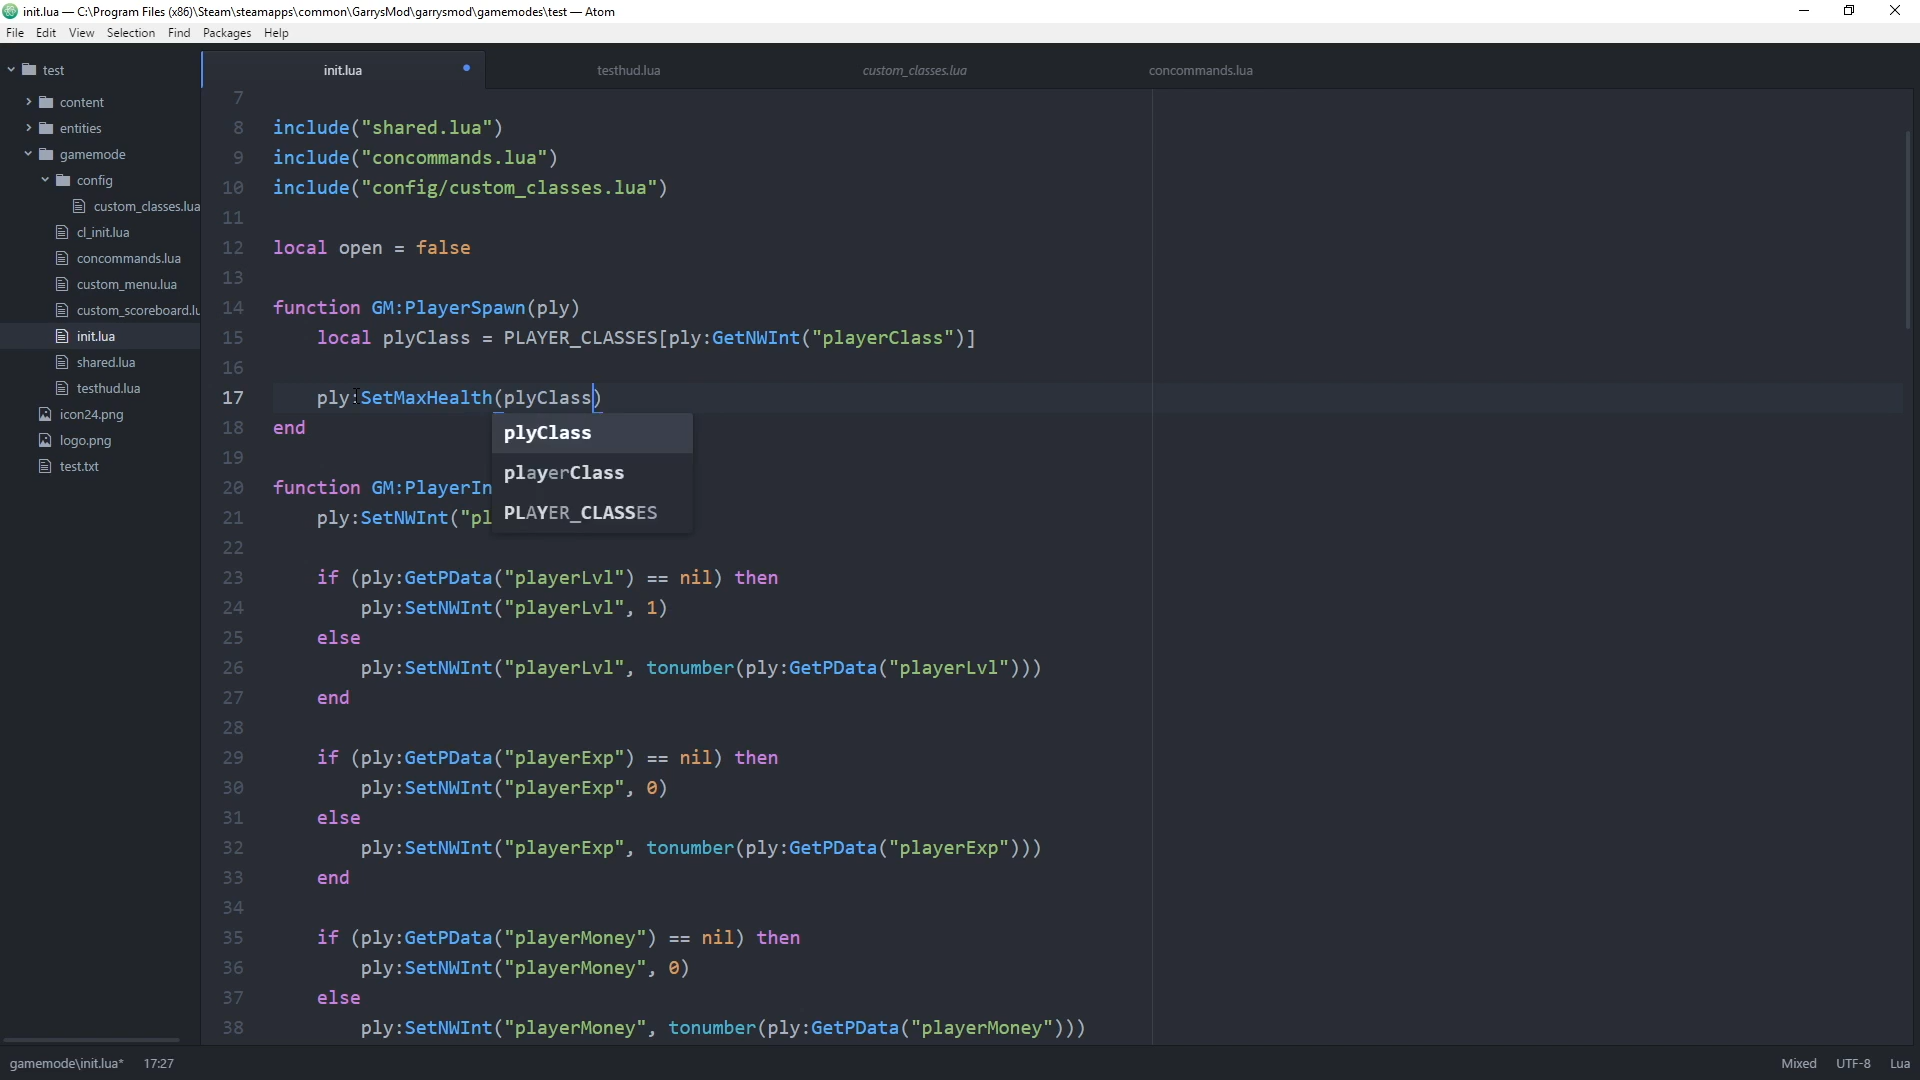 init.lua — C:\Program Files (x86)\Steam\steamapps\common\GarrysMod\garrysmod\gamemodes\test — Atom
File Edit View Selection Find Packages Help
test
content
entities
gamemode
config
custom_classes.lua
cl_init.lua
concommands.lua
custom_menu.lua
custom_scoreboard.lu
init.lua
shared.lua
testhud.lua
icon24.png
logo.png
test.txt
init.lua testhud.lua custom_classes.lua concommands.lua
7
8 include("shared.lua")
9 include("concommands.lua")
10 include("config/custom_classes.lua")
11
12 local open = false
13
14 function GM:PlayerSpawn(ply)
15 local plyClass = PLAYER_CLASSES[ply:GetNWInt("playerClass")]
16
17 ply:SetMaxHealth(plyClass)
18 end
plyClass
19
playerClass
20 function GM:PlayerIn
PLAYER_CLASSES
21 ply:SetNWInt("pl
22
23 if (ply:GetPData("playerLvl") == nil) then
24 ply:SetNWInt("playerLvl", 1)
25 else
26 ply:SetNWInt("playerLvl", tonumber(ply:GetPData("playerLvl")))
27 end
28
29 if (ply:GetPData("playerExp") == nil) then
30 ply:SetNWInt("playerExp", 0)
31 else
32 ply:SetNWInt("playerExp", tonumber(ply:GetPData("playerExp")))
33 end
34
35 if (ply:GetPData("playerMoney") == nil) then
36 ply:SetNWInt("playerMoney", 0)
37 else
38 ply:SetNWInt("playerMoney", tonumber(ply:GetPData("playerMoney")))
gamemode\init.lua* 17:27 Mixed UTF-8 Lua